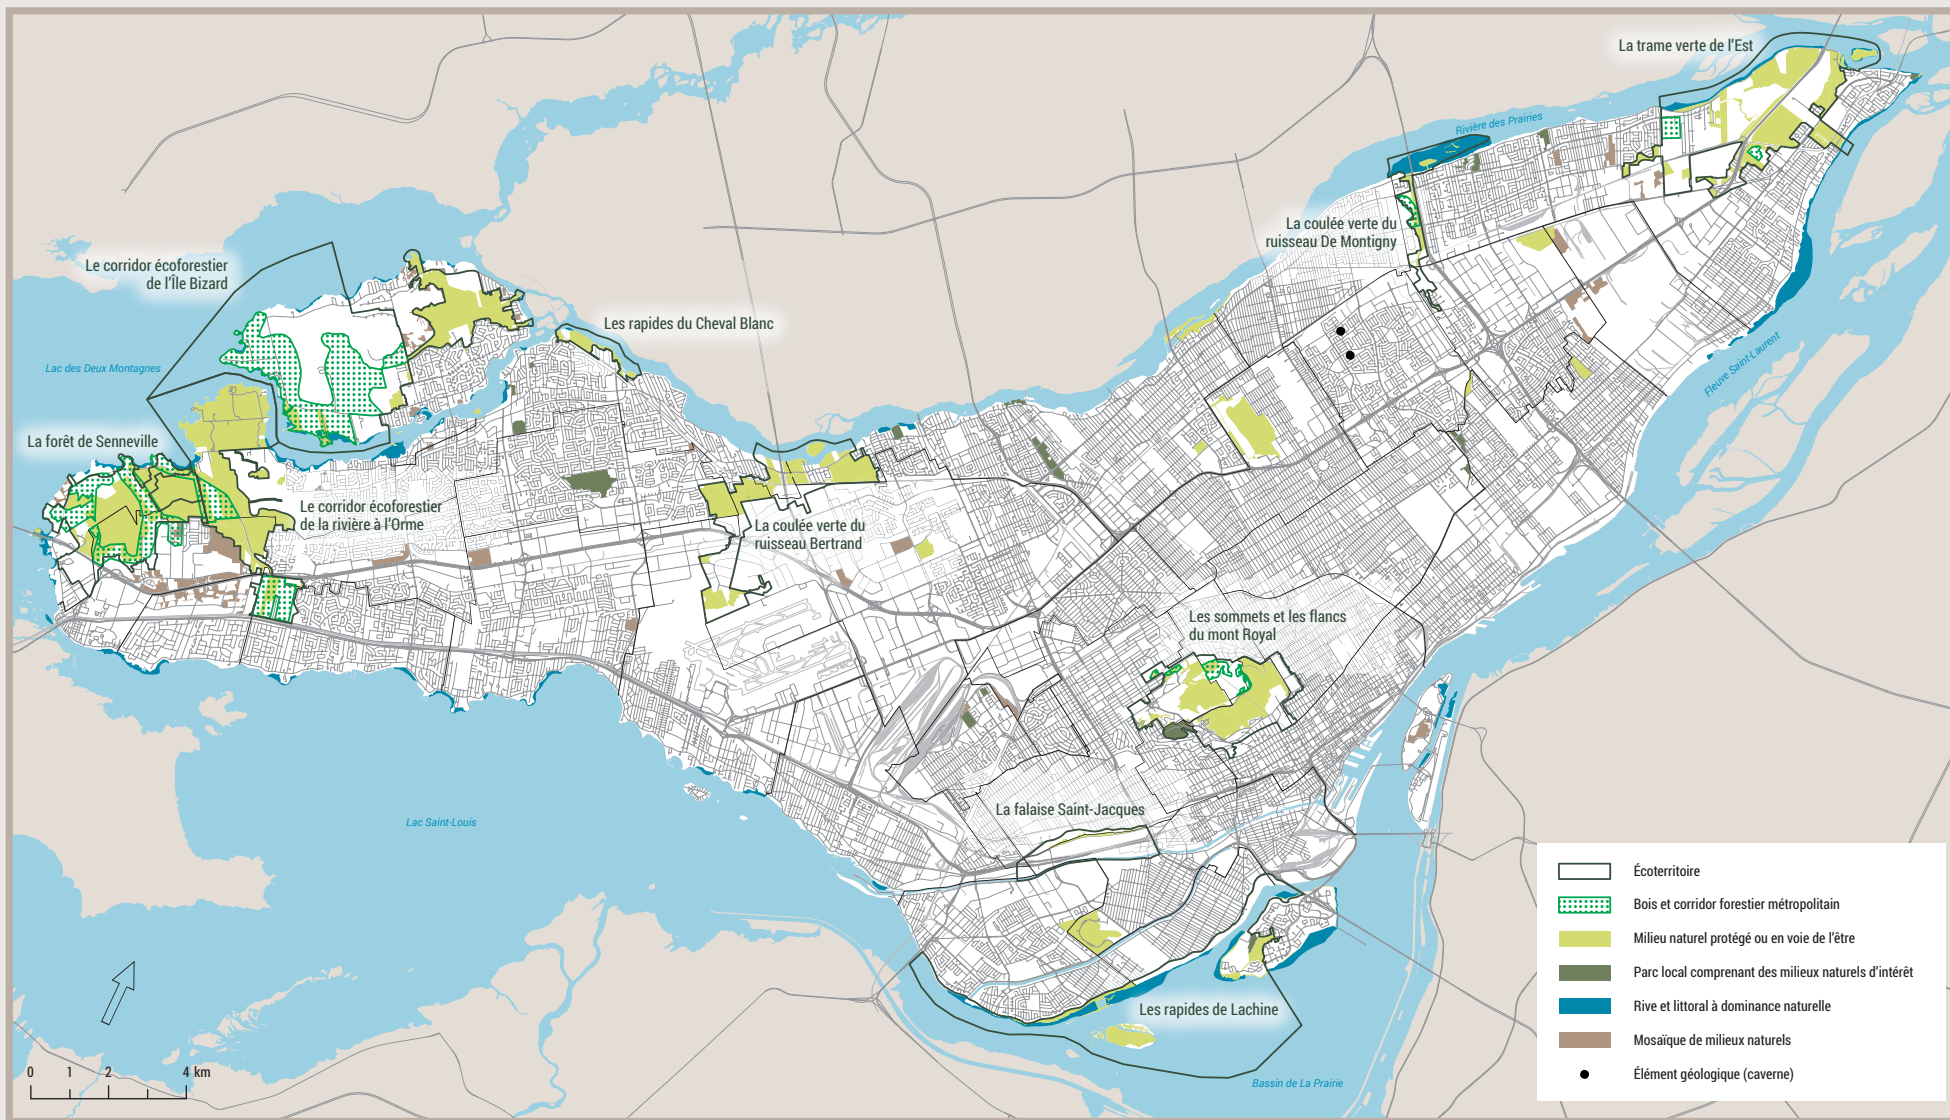 La trame verte de l'Est
Rivière des Prairies
La coulée verte du
ruisseau De Montigny
Le corridor écoforestier
de l'Île Bizard
Les rapides du Cheval Blanc
Lac des Deux Montagnes
Fleuve Saint-Laurent
La forêt de Senneville
Le corridor écoforestier
de la rivière à l'Orme
La coulée verte du
ruisseau Bertrand
Les sommets et les flancs
du mont Royal
La falaise Saint-Jacques
Lac Saint-Louis
Les rapides de Lachine
Bassin de La Prairie
0 1 2 4 km
Écoterritoire
Bois et corridor forestier métropolitain
Milieu naturel protégé ou en voie de l'être
Parc local comprenant des milieux naturels d'intérêt
Rive et littoral à dominance naturelle
Mosaïque de milieux naturels
Élément géologique (caverne)